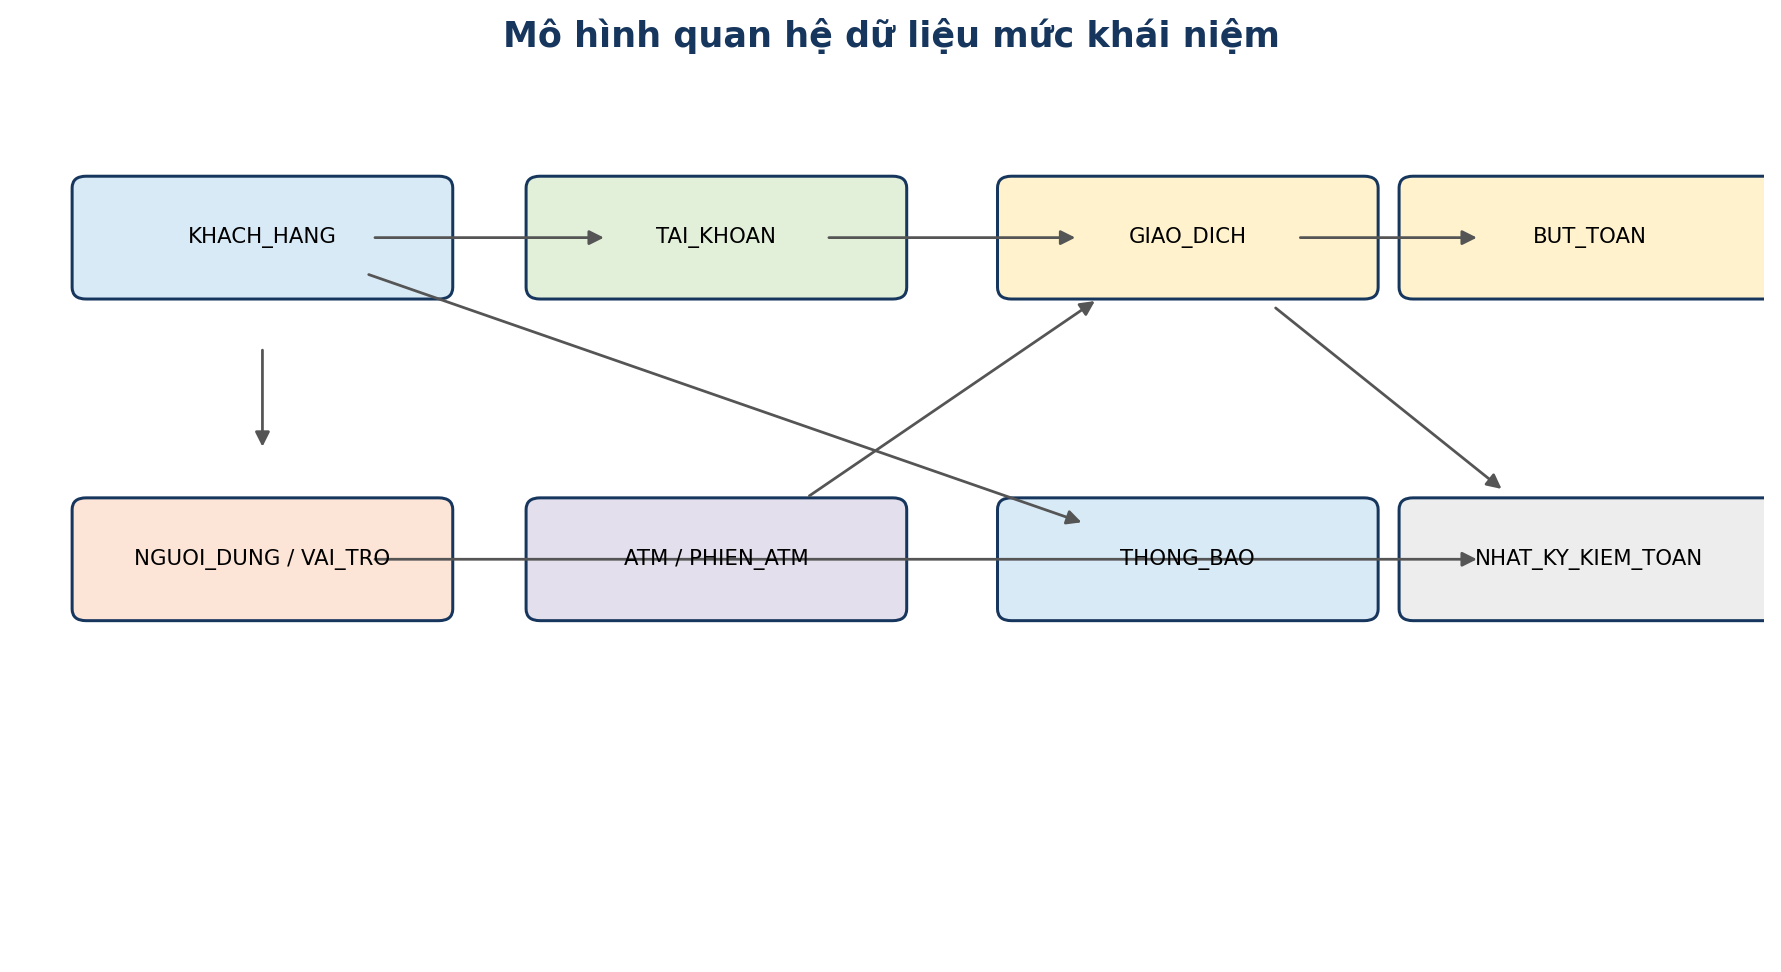 Mô hình quan hệ dữ liệu mức khái niệm
KHACH_HANG
TAI_KHOAN
GIAO_DICH
BUT_TOAN
NGUOI_DUNG / VAI_TRO
ATM / PHIEN_ATM
THONG_BAO
NHAT_KY_KIEM_TOAN